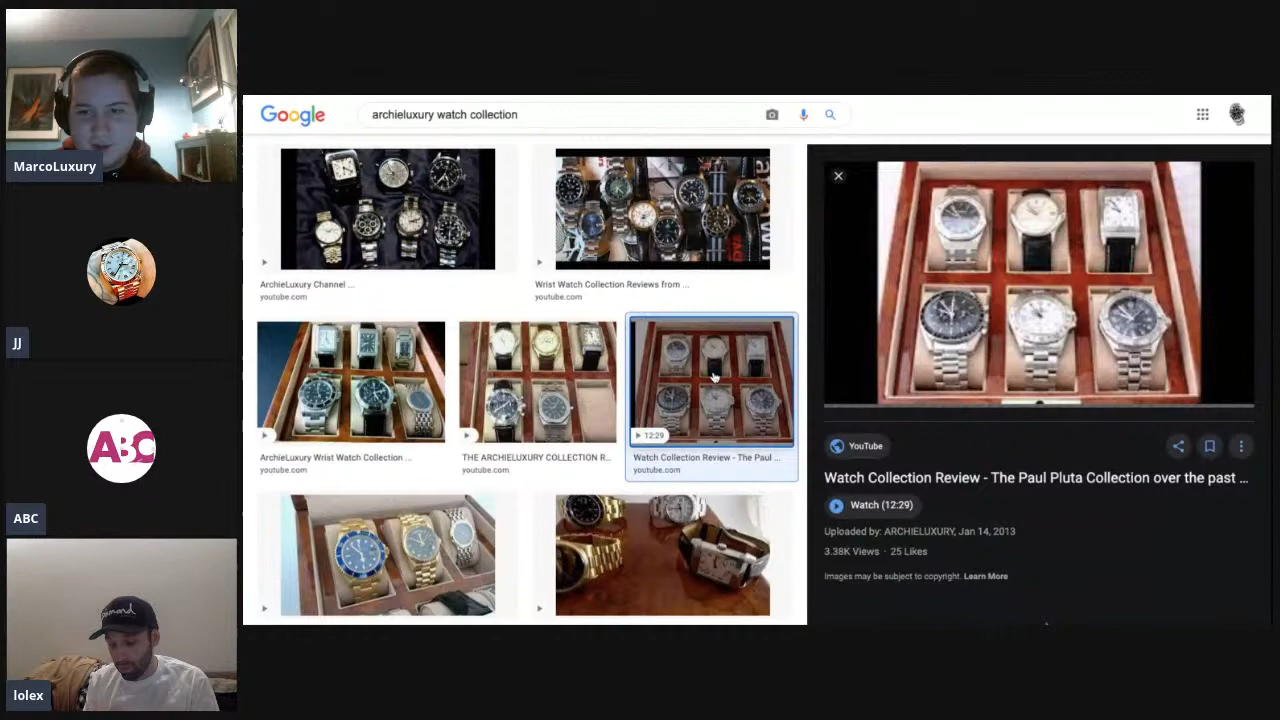 MarcoLuxury
JJ
ABC
ABC
lolex
Google
archieluxury watch collection
ArchieLuxury Channel ...
youtube.com
Wrist Watch Collection Reviews from ...
youtube.com
ArchieLuxury Wrist Watch Collection ...
youtube.com
THE ARCHIELUXURY COLLECTION R...
youtube.com
12:29
Watch Collection Review - The Paul ...
youtube.com
YouTube
Watch Collection Review - The Paul Pluta Collection over the past ...
Watch (12:29)
Uploaded by: ARCHIELUXURY, Jan 14, 2013
3.38K Views · 25 Likes
Images may be subject to copyright. Learn More